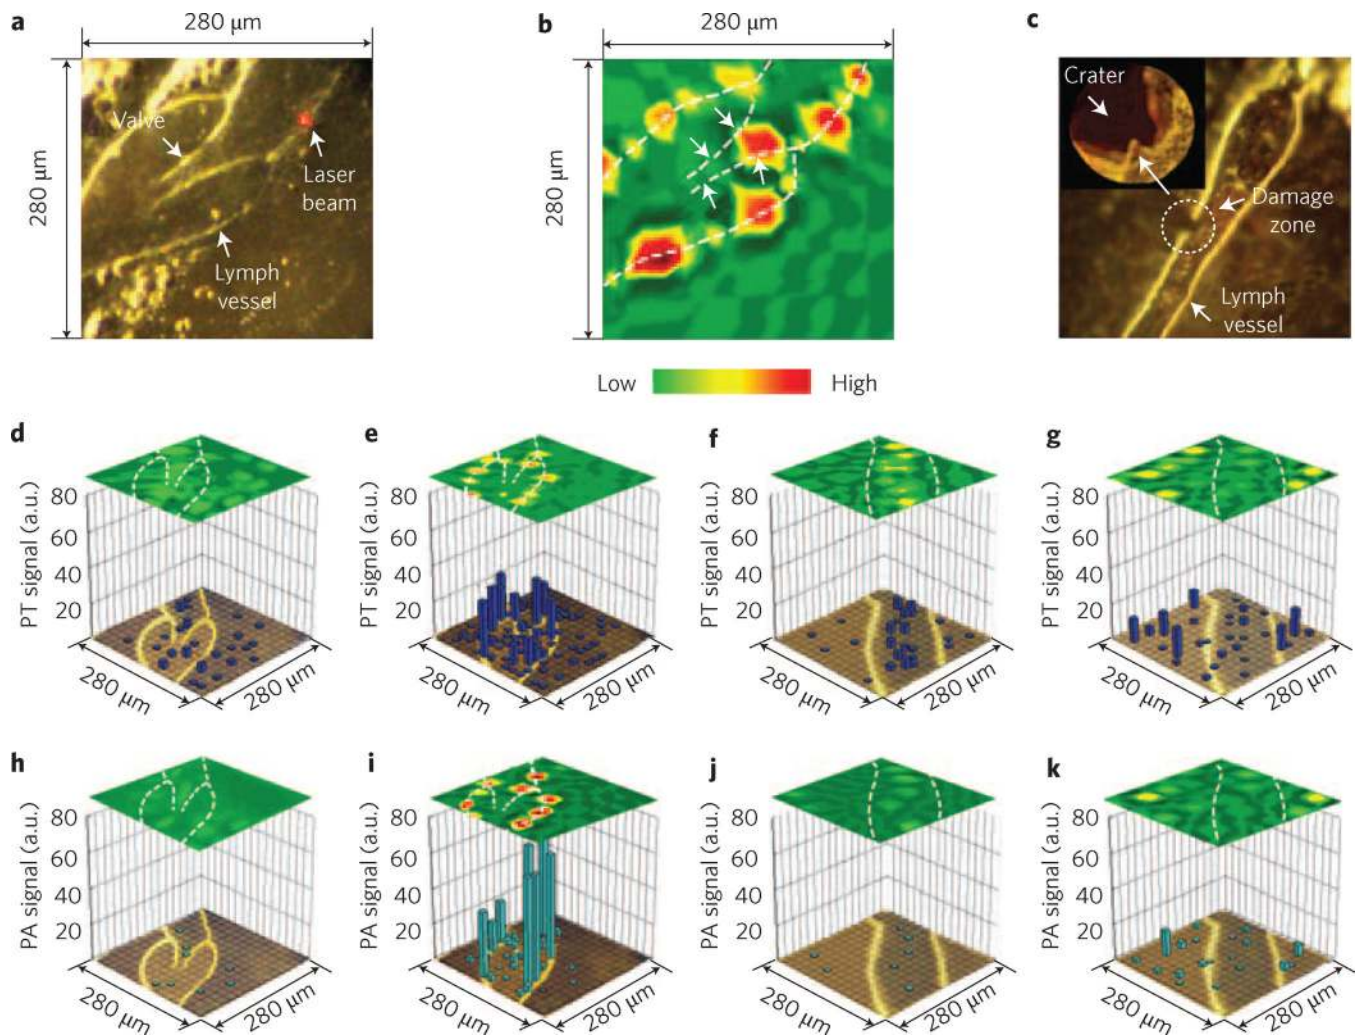 a
280 μm
280 μm
Valve
Laser
beam
Lymph
vessel
b
280 μm
280 μm
c
Crater
Damage
zone
Lymph
vessel
Low
High
d
PT signal (a.u.)
80
60
40
20
280 μm
280 μm
e
PT signal (a.u.)
80
60
40
20
280 μm
280 μm
f
PT signal (a.u.)
80
60
40
20
280 μm
280 μm
g
PT signal (a.u.)
80
60
40
20
280 μm
280 μm
h
PA signal (a.u.)
80
60
40
20
280 μm
280 μm
i
PA signal (a.u.)
80
60
40
20
280 μm
280 μm
j
PA signal (a.u.)
80
60
40
20
280 μm
280 μm
k
PA signal (a.u.)
80
60
40
20
280 μm
280 μm